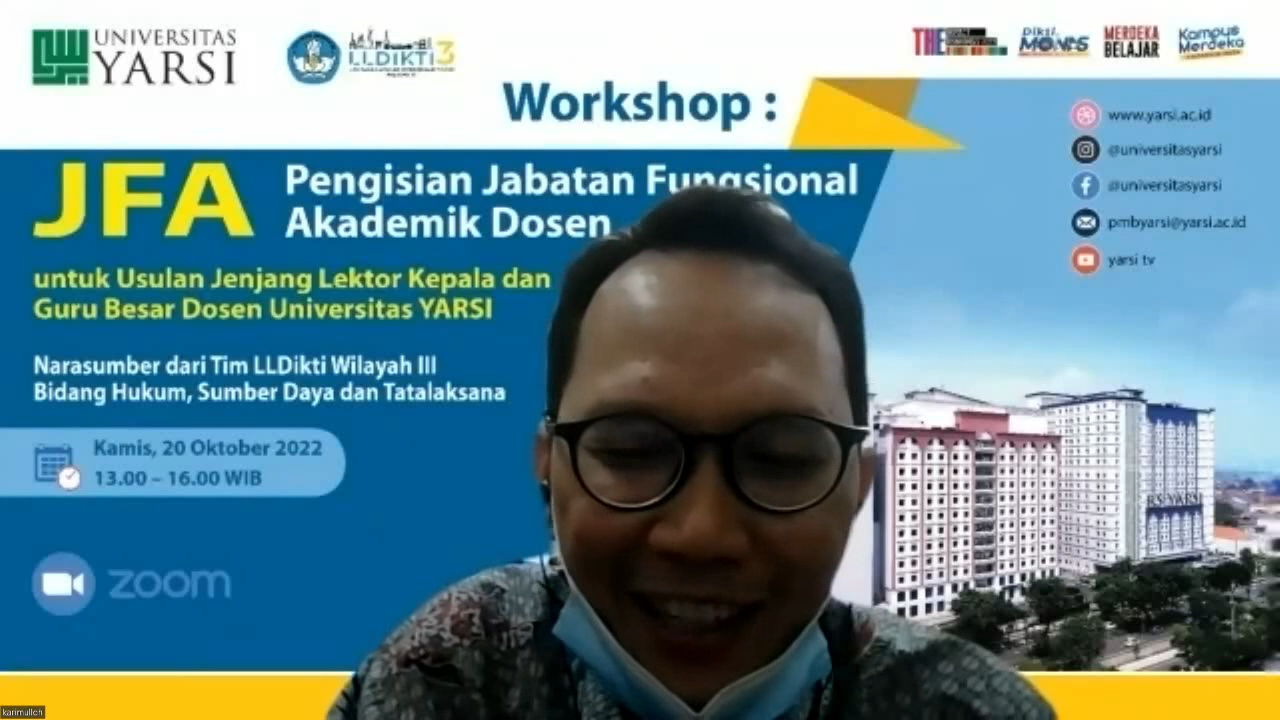 UNIVERSITAS
YARSI
LLDIKTI 3
THE
MERDEKA
BELAJAR
Kampus
Merdeka
Workshop :
JFA
Pengisian Jabatan Fungsional
Akademik Dosen
untuk Usulan Jenjang Lektor Kepala dan
Guru Besar Dosen Universitas YARSI
Narasumber dari Tim LLDikti Wilayah III
Bidang Hukum, Sumber Daya dan Tatalaksana
Kamis, 20 Oktober 2022
13.00 – 16.00 WIB
zoom
www.yarsi.ac.id
@universitasyarsi
@universitasyarsi
pmbyarsi@yarsi.ac.id
yarsi tv
RS YARSI
karimulleh